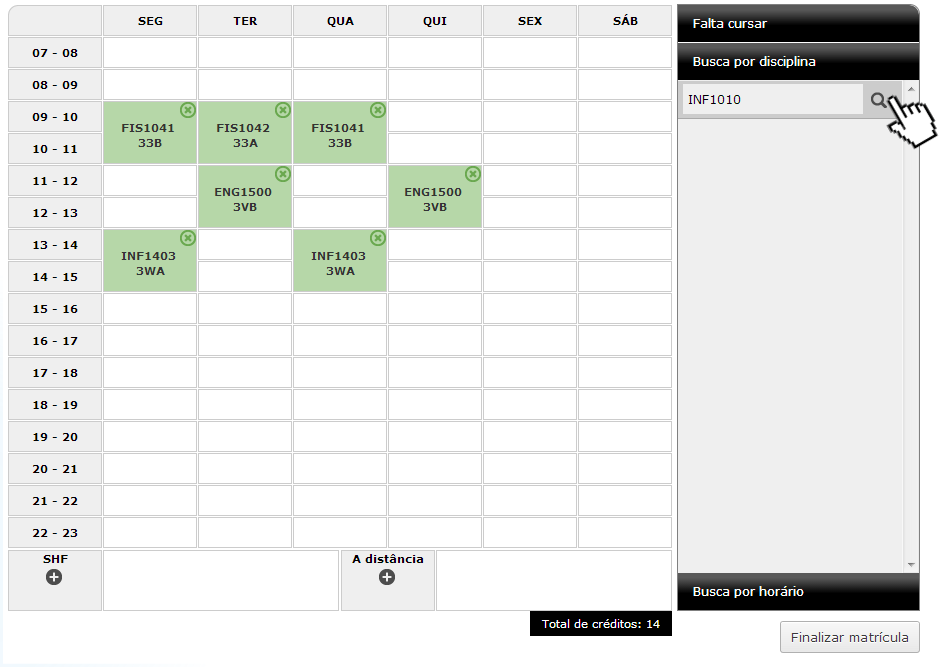 SEG TER QUA QUI SEX SÁB
07 - 08
08 - 09
09 - 10
FIS1041 FIS1042 FIS1041
33B 33A 33B
10 - 11
11 - 12
ENG1500 ENG1500
3VB 3VB
12 - 13
13 - 14
INF1403 INF1403
3WA 3WA
14 - 15
15 - 16
16 - 17
17 - 18
18 - 19
19 - 20
20 - 21
21 - 22
22 - 23
SHF A distância
Total de créditos: 14
Falta cursar
Busca por disciplina
INF1010
Busca por horário
Finalizar matrícula